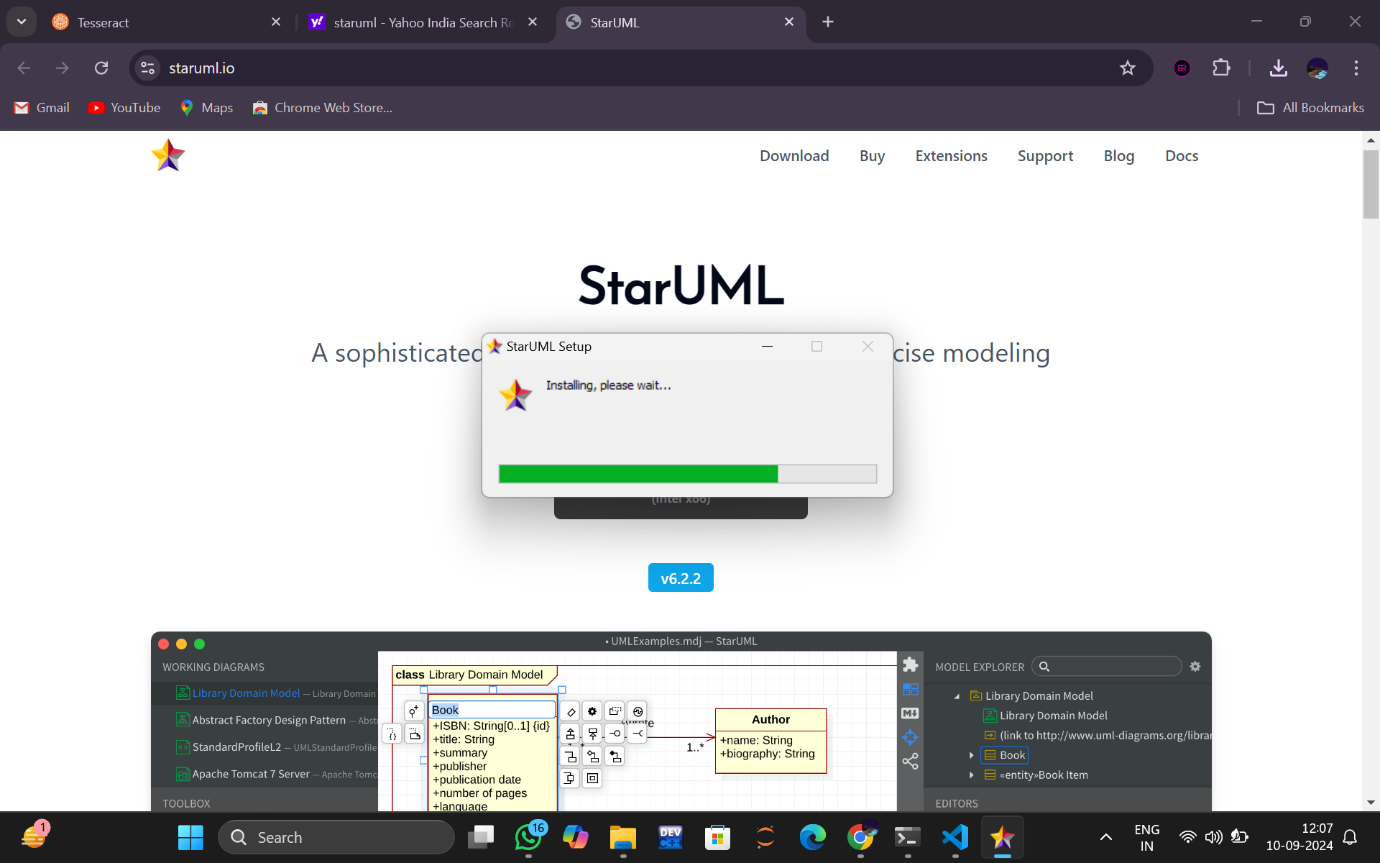 Tesseract
staruml - Yahoo India Search Re
StarUML
staruml.io
Gmail
YouTube
Maps
Chrome Web Store...
All Bookmarks
Download
Buy
Extensions
Support
Blog
Docs
StarUML
A sophisticated
cise modeling
StarUML Setup
Installing, please wait...
(Intel x86)
v6.2.2
• UMLExamples.mdj — StarUML
WORKING DIAGRAMS
Library Domain Model — Library Domain
Abstract Factory Design Pattern — Abstr
StandardProfileL2 — UMLStandardProfile
Apache Tomcat 7 Server — Apache Tomc
TOOLBOX
class Library Domain Model
Book
+ISBN: String[0..1] {id}
+title: String
+summary
+publisher
+publication date
+number of pages
+language
wrote
1..*
Author
+name: String
+biography: String
MODEL EXPLORER
Library Domain Model
Library Domain Model
(link to http://www.uml-diagrams.org/librar
Book
«entity»Book Item
EDITORS
1
Search
16
DEV
C++
ENG
IN
12:07
10-09-2024